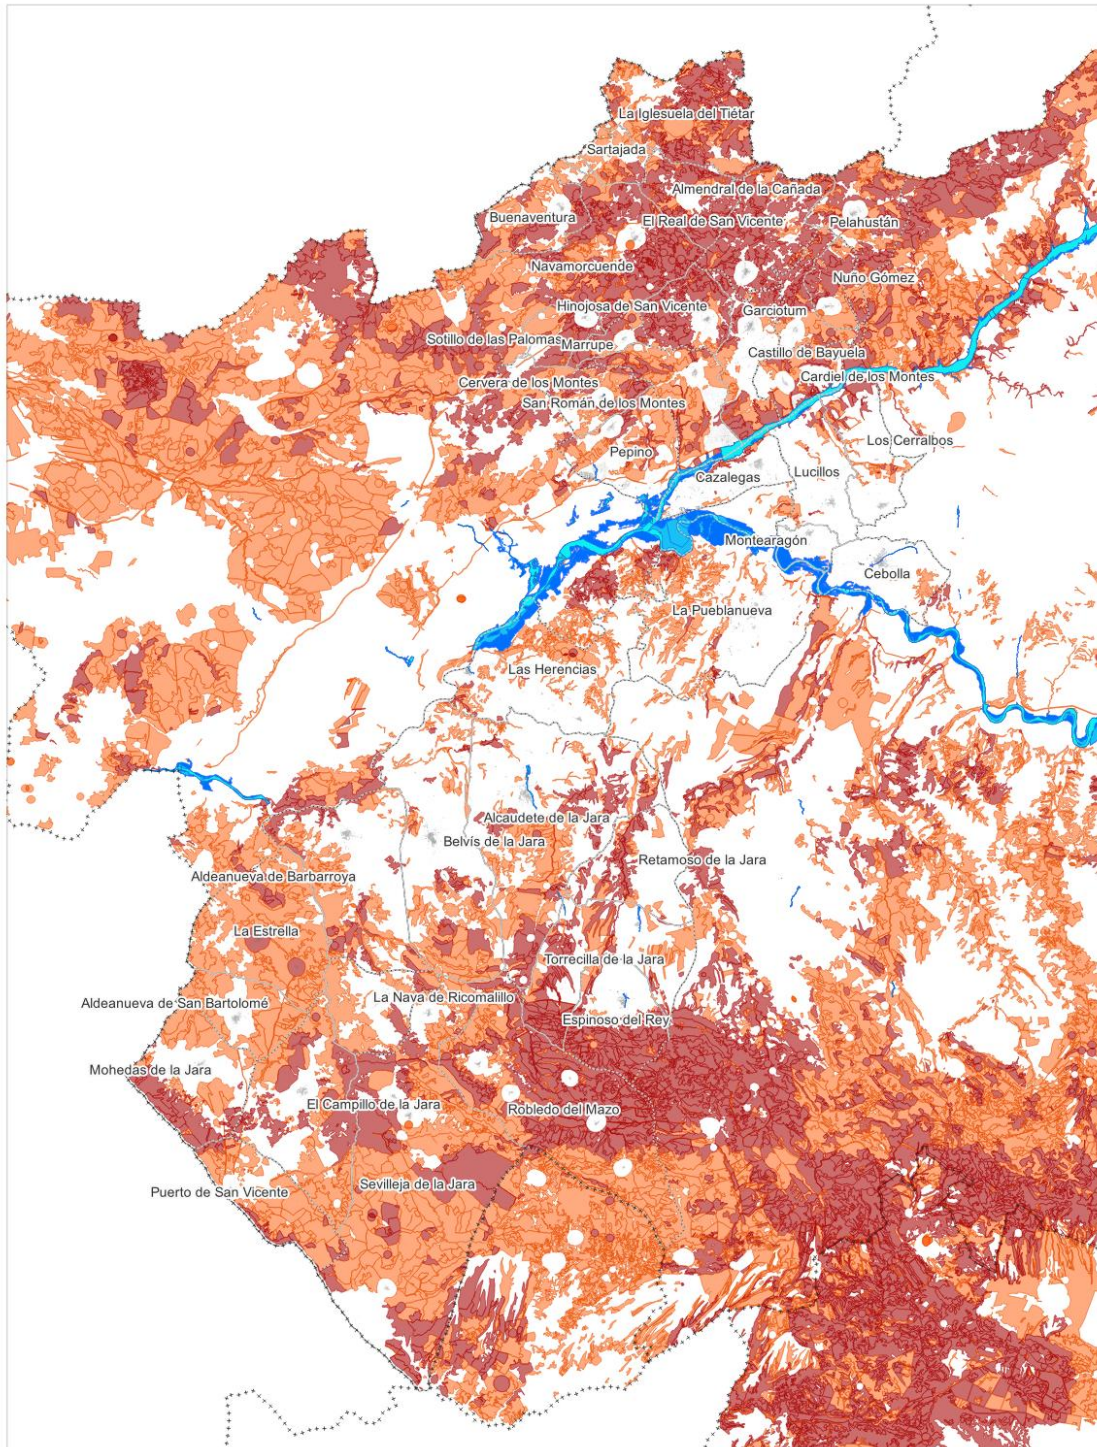 La Iglesuela del Tiétar
Sartajada
Almendral de la Cañada
Buenaventura
El Real de San Vicente
Pelahustán
Navamorcuende
Nuño Gómez
Hinojosa de San Vicente
Garciotum
Sotillo de las Palomas
Marrupe
Castillo de Bayuela
Cervera de los Montes
Cardiel de los Montes
San Román de los Montes
Los Cerralbos
Pepino
Lucillos
Cazalegas
Montearagón
Cebolla
La Pueblanueva
Las Herencias
Alcaudete de la Jara
Belvís de la Jara
Retamoso de la Jara
Aldeanueva de Barbarroya
La Estrella
Torrecilla de la Jara
La Nava de Ricomalillo
Aldeanueva de San Bartolomé
Espinoso del Rey
Mohedas de la Jara
El Campillo de la Jara
Robledo del Mazo
Sevilleja de la Jara
Puerto de San Vicente